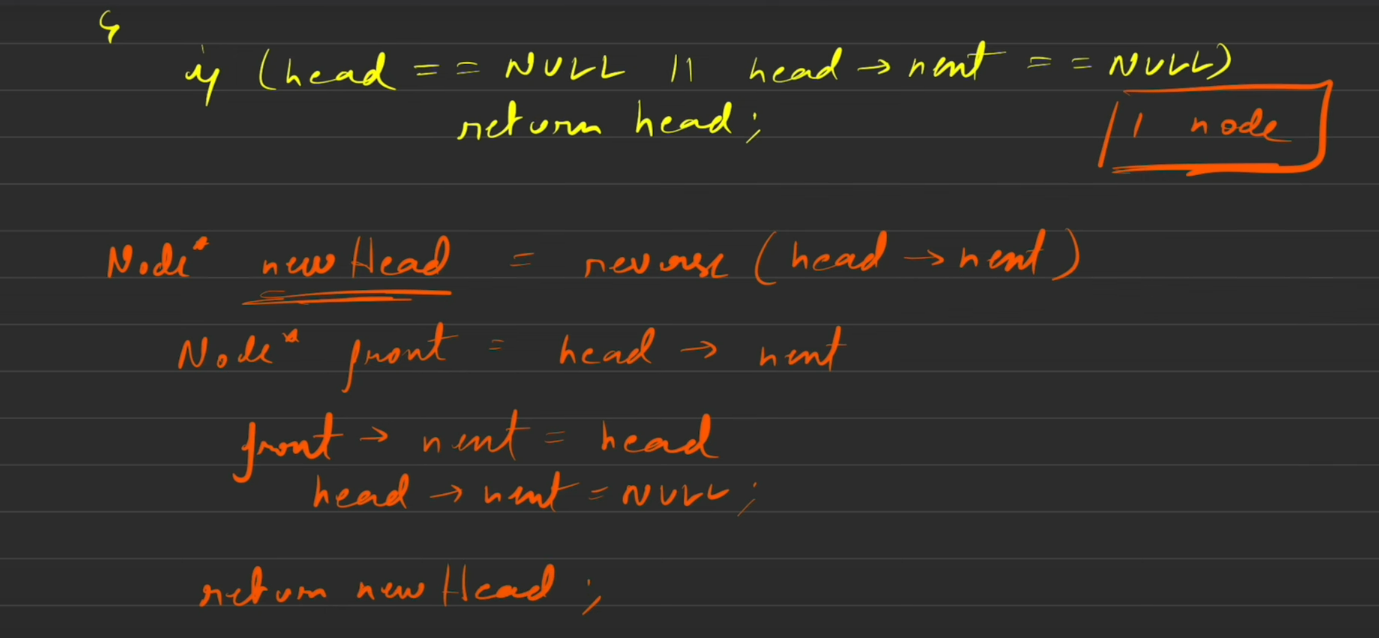 {
if (head == NULL || head → next == NULL)
return head;
// node
Node* newHead = reverse (head → next)
Node* front = head → next
front → next = head
head → next = NULL;
return newHead;